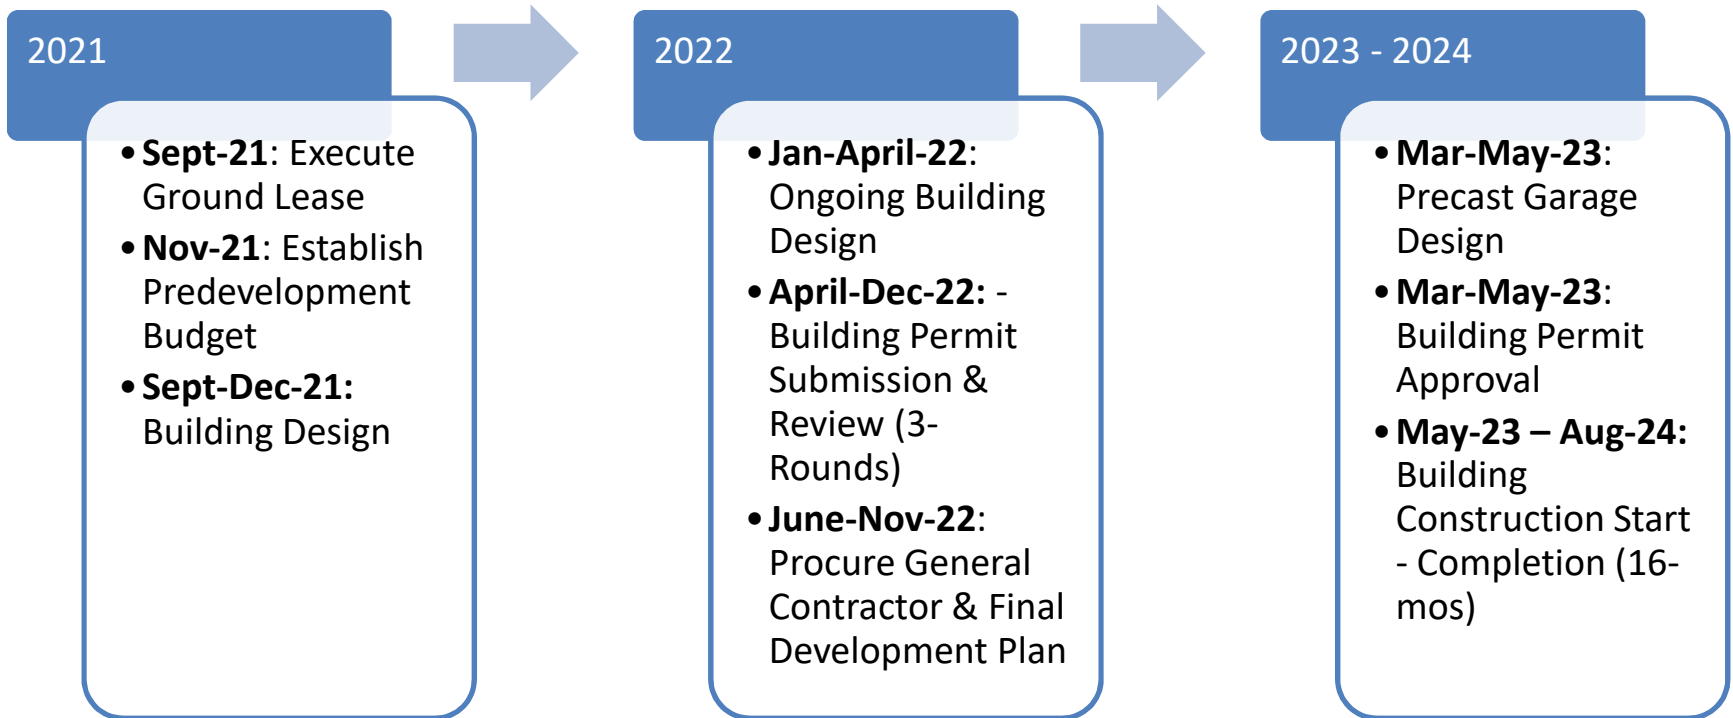 2021
• Sept-21: Execute
Ground Lease
• Nov-21: Establish
Predevelopment
Budget
• Sept-Dec-21:
Building Design
2022
• Jan-April-22:
Ongoing Building
Design
• April-Dec-22: -
Building Permit
Submission &
Review (3-
Rounds)
• June-Nov-22:
Procure General
Contractor & Final
Development Plan
2023 - 2024
• Mar-May-23:
Precast Garage
Design
• Mar-May-23:
Building Permit
Approval
• May-23 – Aug-24:
Building
Construction Start
- Completion (16-
mos)